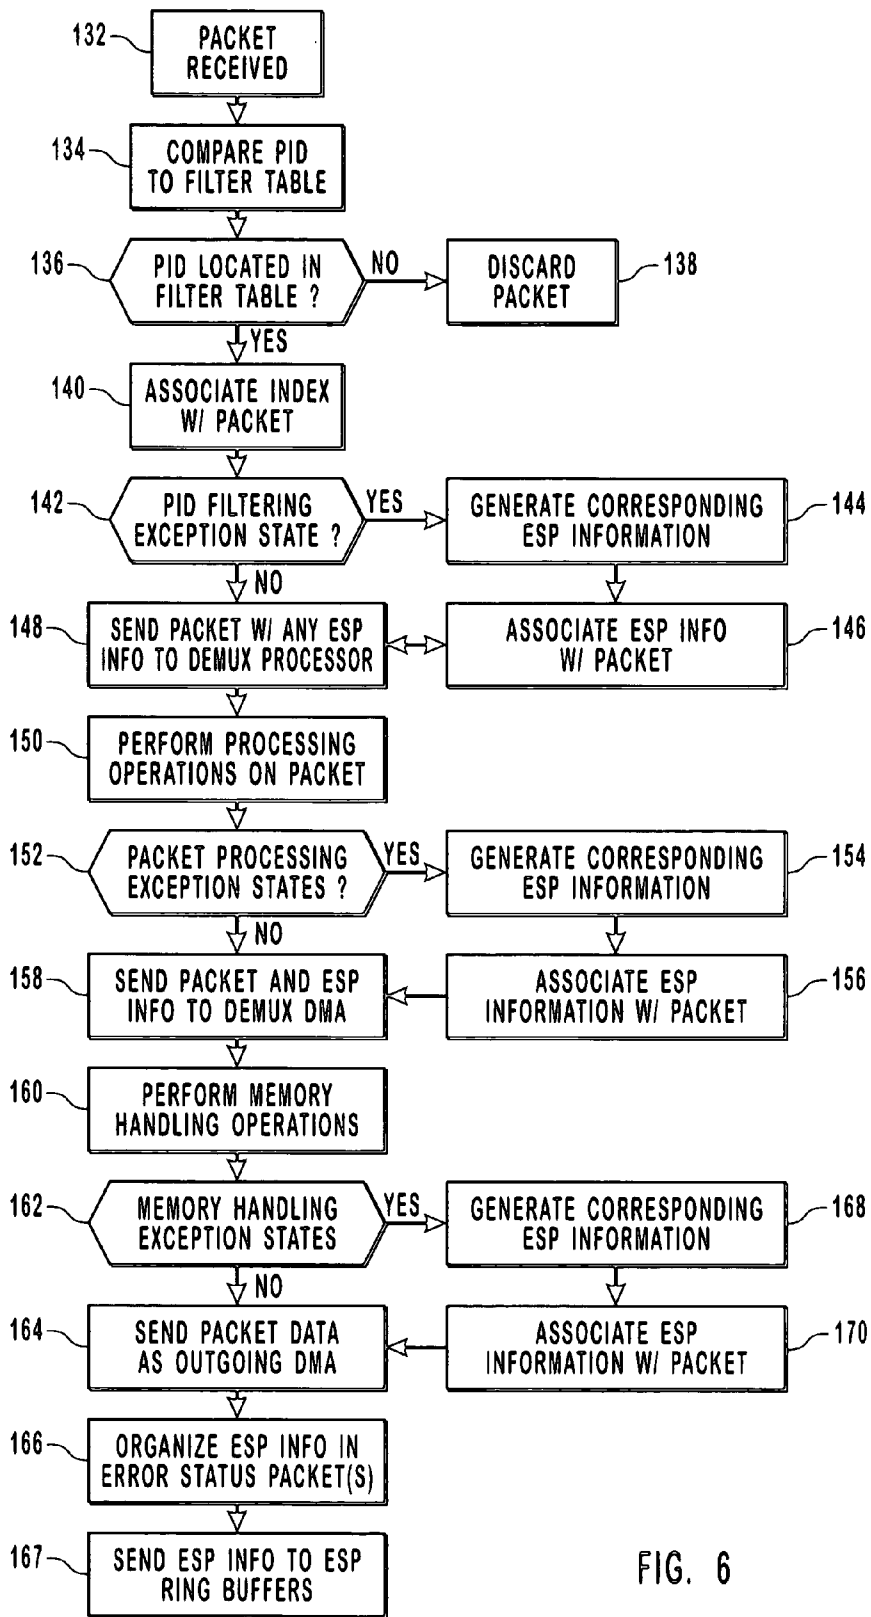 132
PACKET
RECEIVED
134
COMPARE PID
TO FILTER TABLE
136
PID LOCATED IN
FILTER TABLE ?
NO
DISCARD
PACKET
138
YES
140
ASSOCIATE INDEX
W/ PACKET
142
PID FILTERING
EXCEPTION STATE ?
YES
GENERATE CORRESPONDING
ESP INFORMATION
144
NO
148
SEND PACKET W/ ANY ESP
INFO TO DEMUX PROCESSOR
ASSOCIATE ESP INFO
W/ PACKET
146
150
PERFORM PROCESSING
OPERATIONS ON PACKET
152
PACKET PROCESSING
EXCEPTION STATES ?
YES
GENERATE CORRESPONDING
ESP INFORMATION
154
NO
158
SEND PACKET AND ESP
INFO TO DEMUX DMA
ASSOCIATE ESP
INFORMATION W/ PACKET
156
160
PERFORM MEMORY
HANDLING OPERATIONS
162
MEMORY HANDLING
EXCEPTION STATES
YES
GENERATE CORRESPONDING
ESP INFORMATION
168
NO
164
SEND PACKET DATA
AS OUTGOING DMA
ASSOCIATE ESP
INFORMATION W/ PACKET
170
166
ORGANIZE ESP INFO IN
ERROR STATUS PACKET(S)
167
SEND ESP INFO TO ESP
RING BUFFERS
FIG. 6